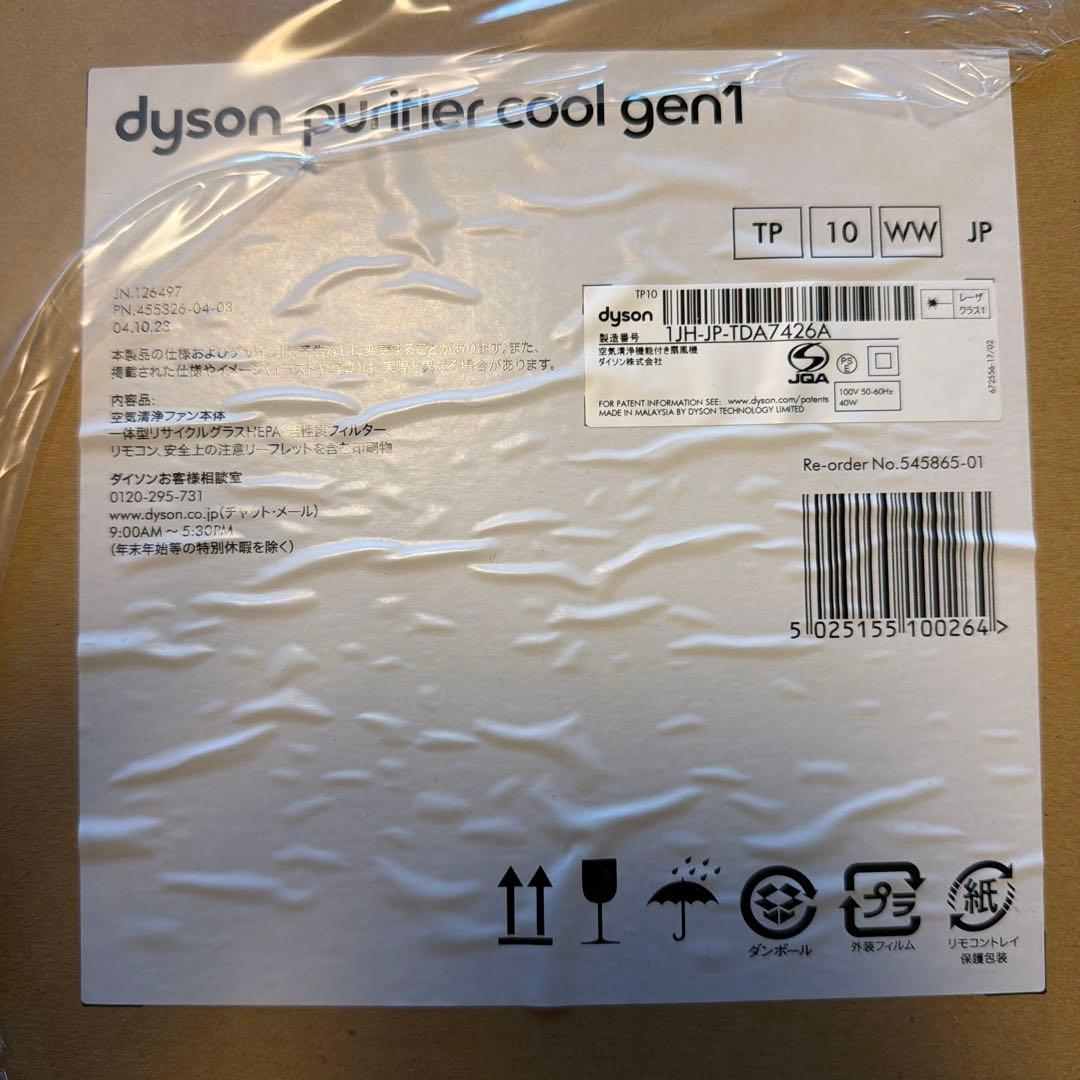 dyson purifier cool gen1
TP 10 WW JP
JN.126497
PN.455326-04-03
04.10.23
本製品の仕様およびデザインは予告なしに変更することがあります。また、
掲載された仕様やイメージ(イラストや写真)は、実際と異なる場合があります。
内容品:
空気清浄ファン本体
一体型リサイクルグラスHEPA・活性炭フィルター
リモコン、安全上の注意リーフレットを含む印刷物
ダイソンお客様相談室
0120-295-731
www.dyson.co.jp(チャット・メール)
9:00AM～5:30PM
(年末年始等の特別休暇を除く)
TP10
dyson
製造番号 1JH-JP-TDA7426A
レーザ
クラス1
空気清浄機能付き扇風機
ダイソン株式会社
JQA
PS
E
FOR PATENT INFORMATION SEE: www.dyson.com/patents
MADE IN MALAYSIA BY DYSON TECHNOLOGY LIMITED
100V 50-60Hz
40W
672556-17/02
Re-order No.545865-01
5 025155 100264 >
ダンボール
プラ
外装フィルム
紙
リモコントレイ
保護包装